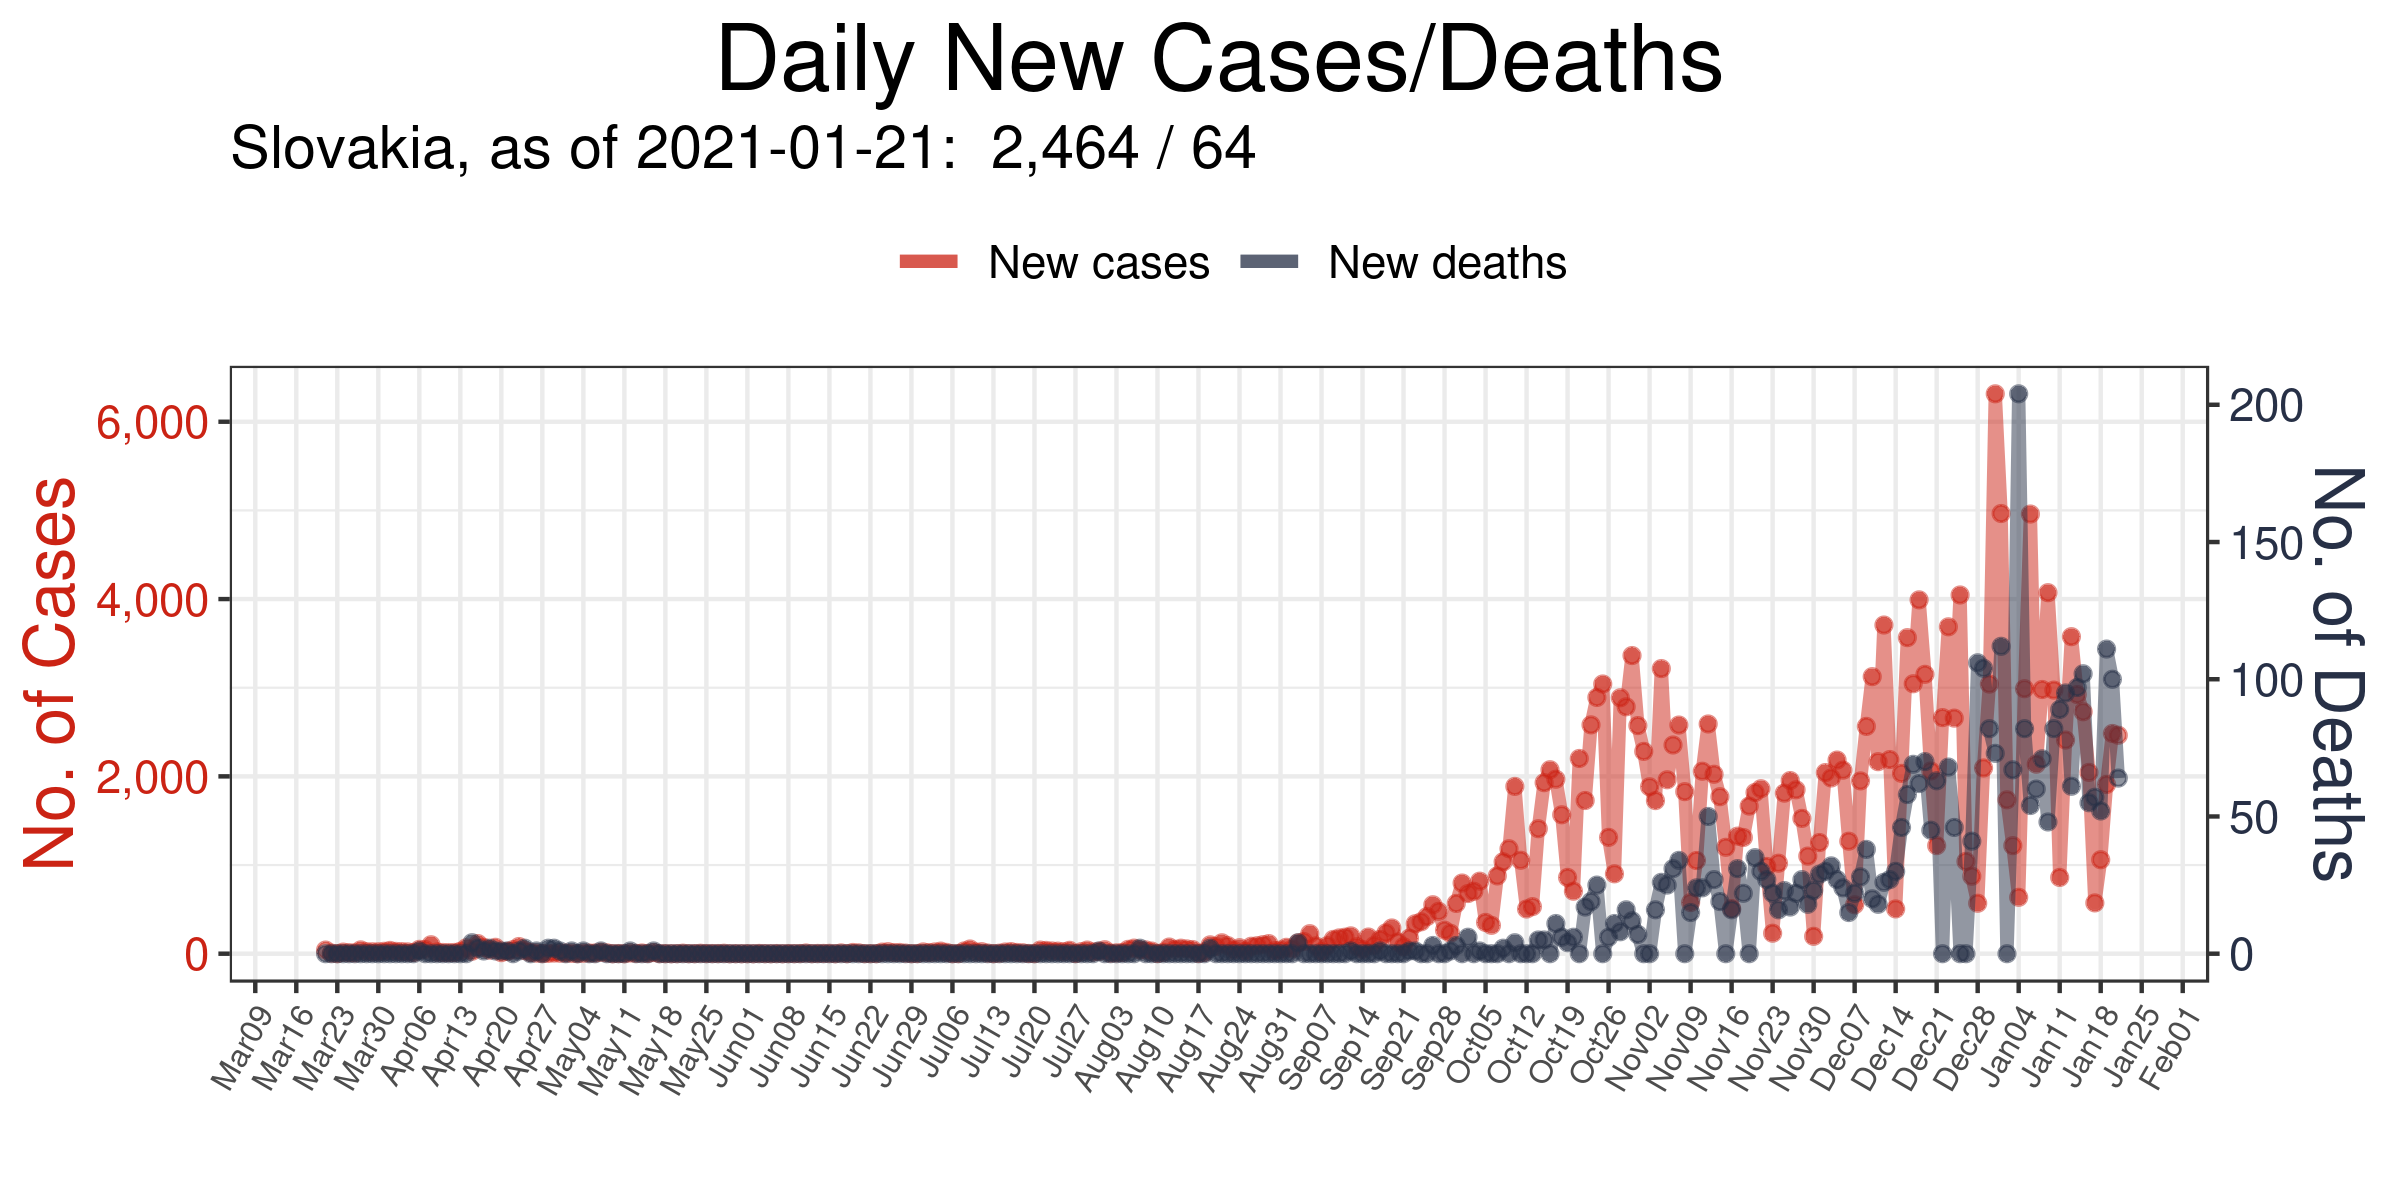 Daily New Cases/Deaths
Slovakia, as of 2021-01-21:  2,464 / 64
New cases New deaths
No. of Cases
6,000
4,000
2,000
0
200
150
100
50
0
No. of Deaths
Mar09 Mar16 Mar23 Mar30 Apr06 Apr13 Apr20 Apr27 May04 May11 May18 May25 Jun01 Jun08 Jun15 Jun22 Jun29 Jul06 Jul13 Jul20 Jul27 Aug03 Aug10 Aug17 Aug24 Aug31 Sep07 Sep14 Sep21 Sep28 Oct05 Oct12 Oct19 Oct26 Nov02 Nov09 Nov16 Nov23 Nov30 Dec07 Dec14 Dec21 Dec28 Jan04 Jan11 Jan18 Jan25 Feb01